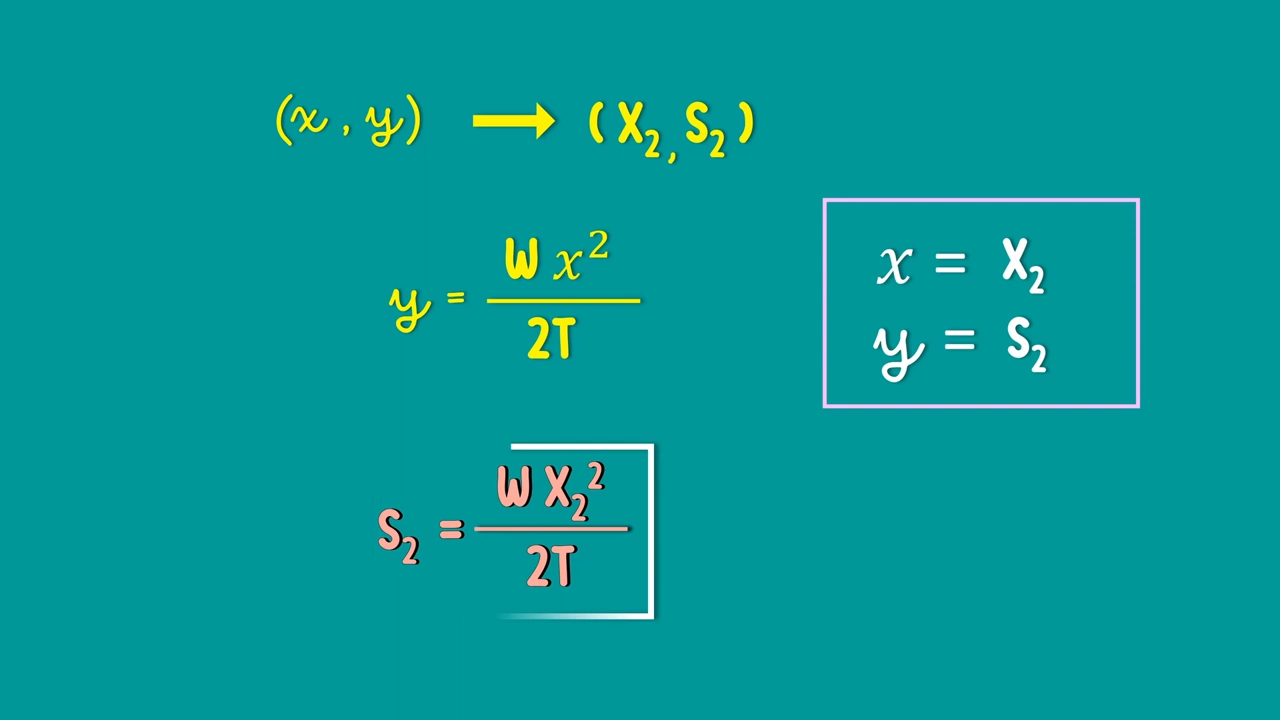 (x , y) → ( X₂, S₂ )
y = W x² / 2T
x = X₂
y = S₂
S₂ = W X₂² / 2T